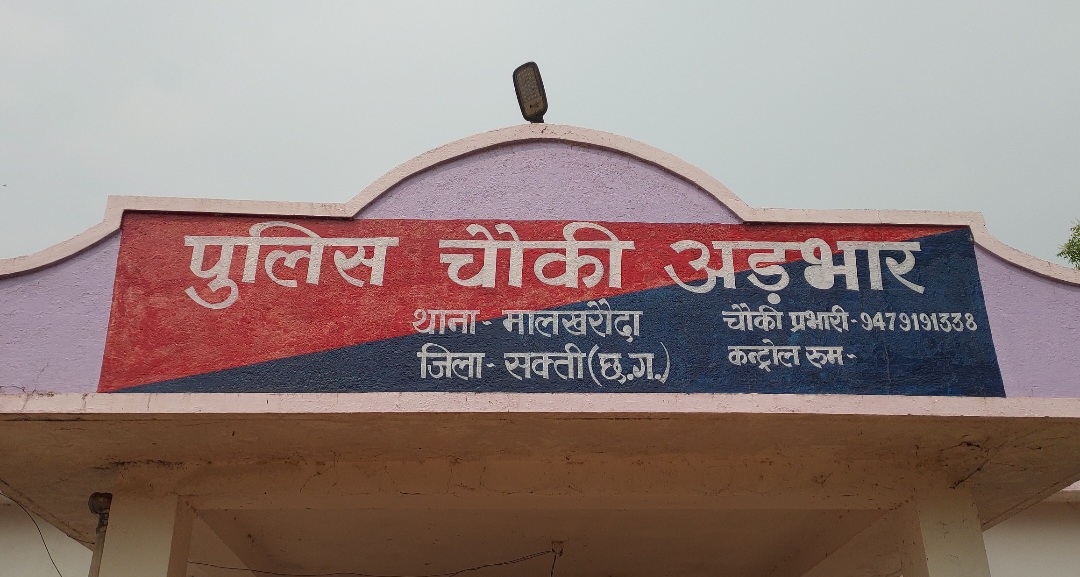 पुलिस चौकी अड़भार
थाना - मालखरौदा
जिला - सक्ती (छ.ग.)
चौकी प्रभारी - 9479191338
कन्ट्रोल रूम -